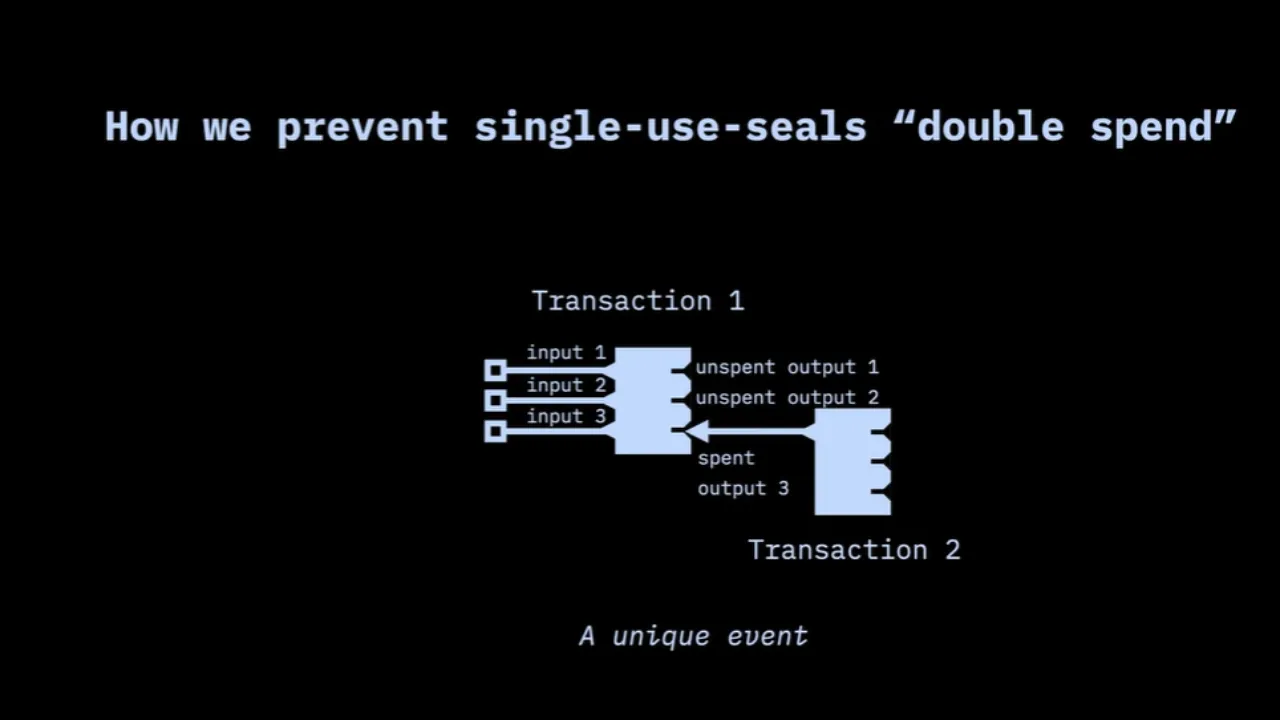 How we prevent single-use-seals “double spend”
Transaction 1
input 1
input 2
input 3
unspent output 1
unspent output 2
spent
output 3
Transaction 2
A unique event